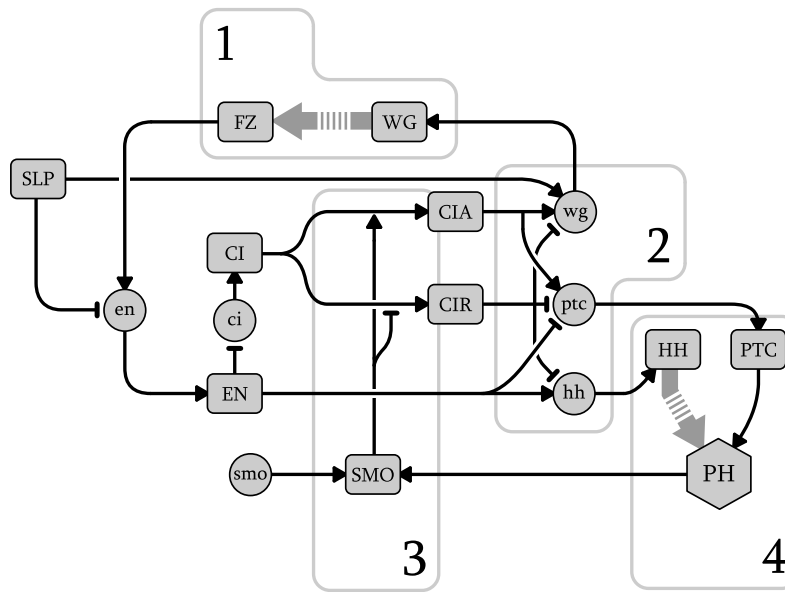 1
FZ
WG
SLP
CIA
wg
CI
2
CIR
ptc
en
ci
HH
PTC
EN
hh
smo
SMO
PH
3
4